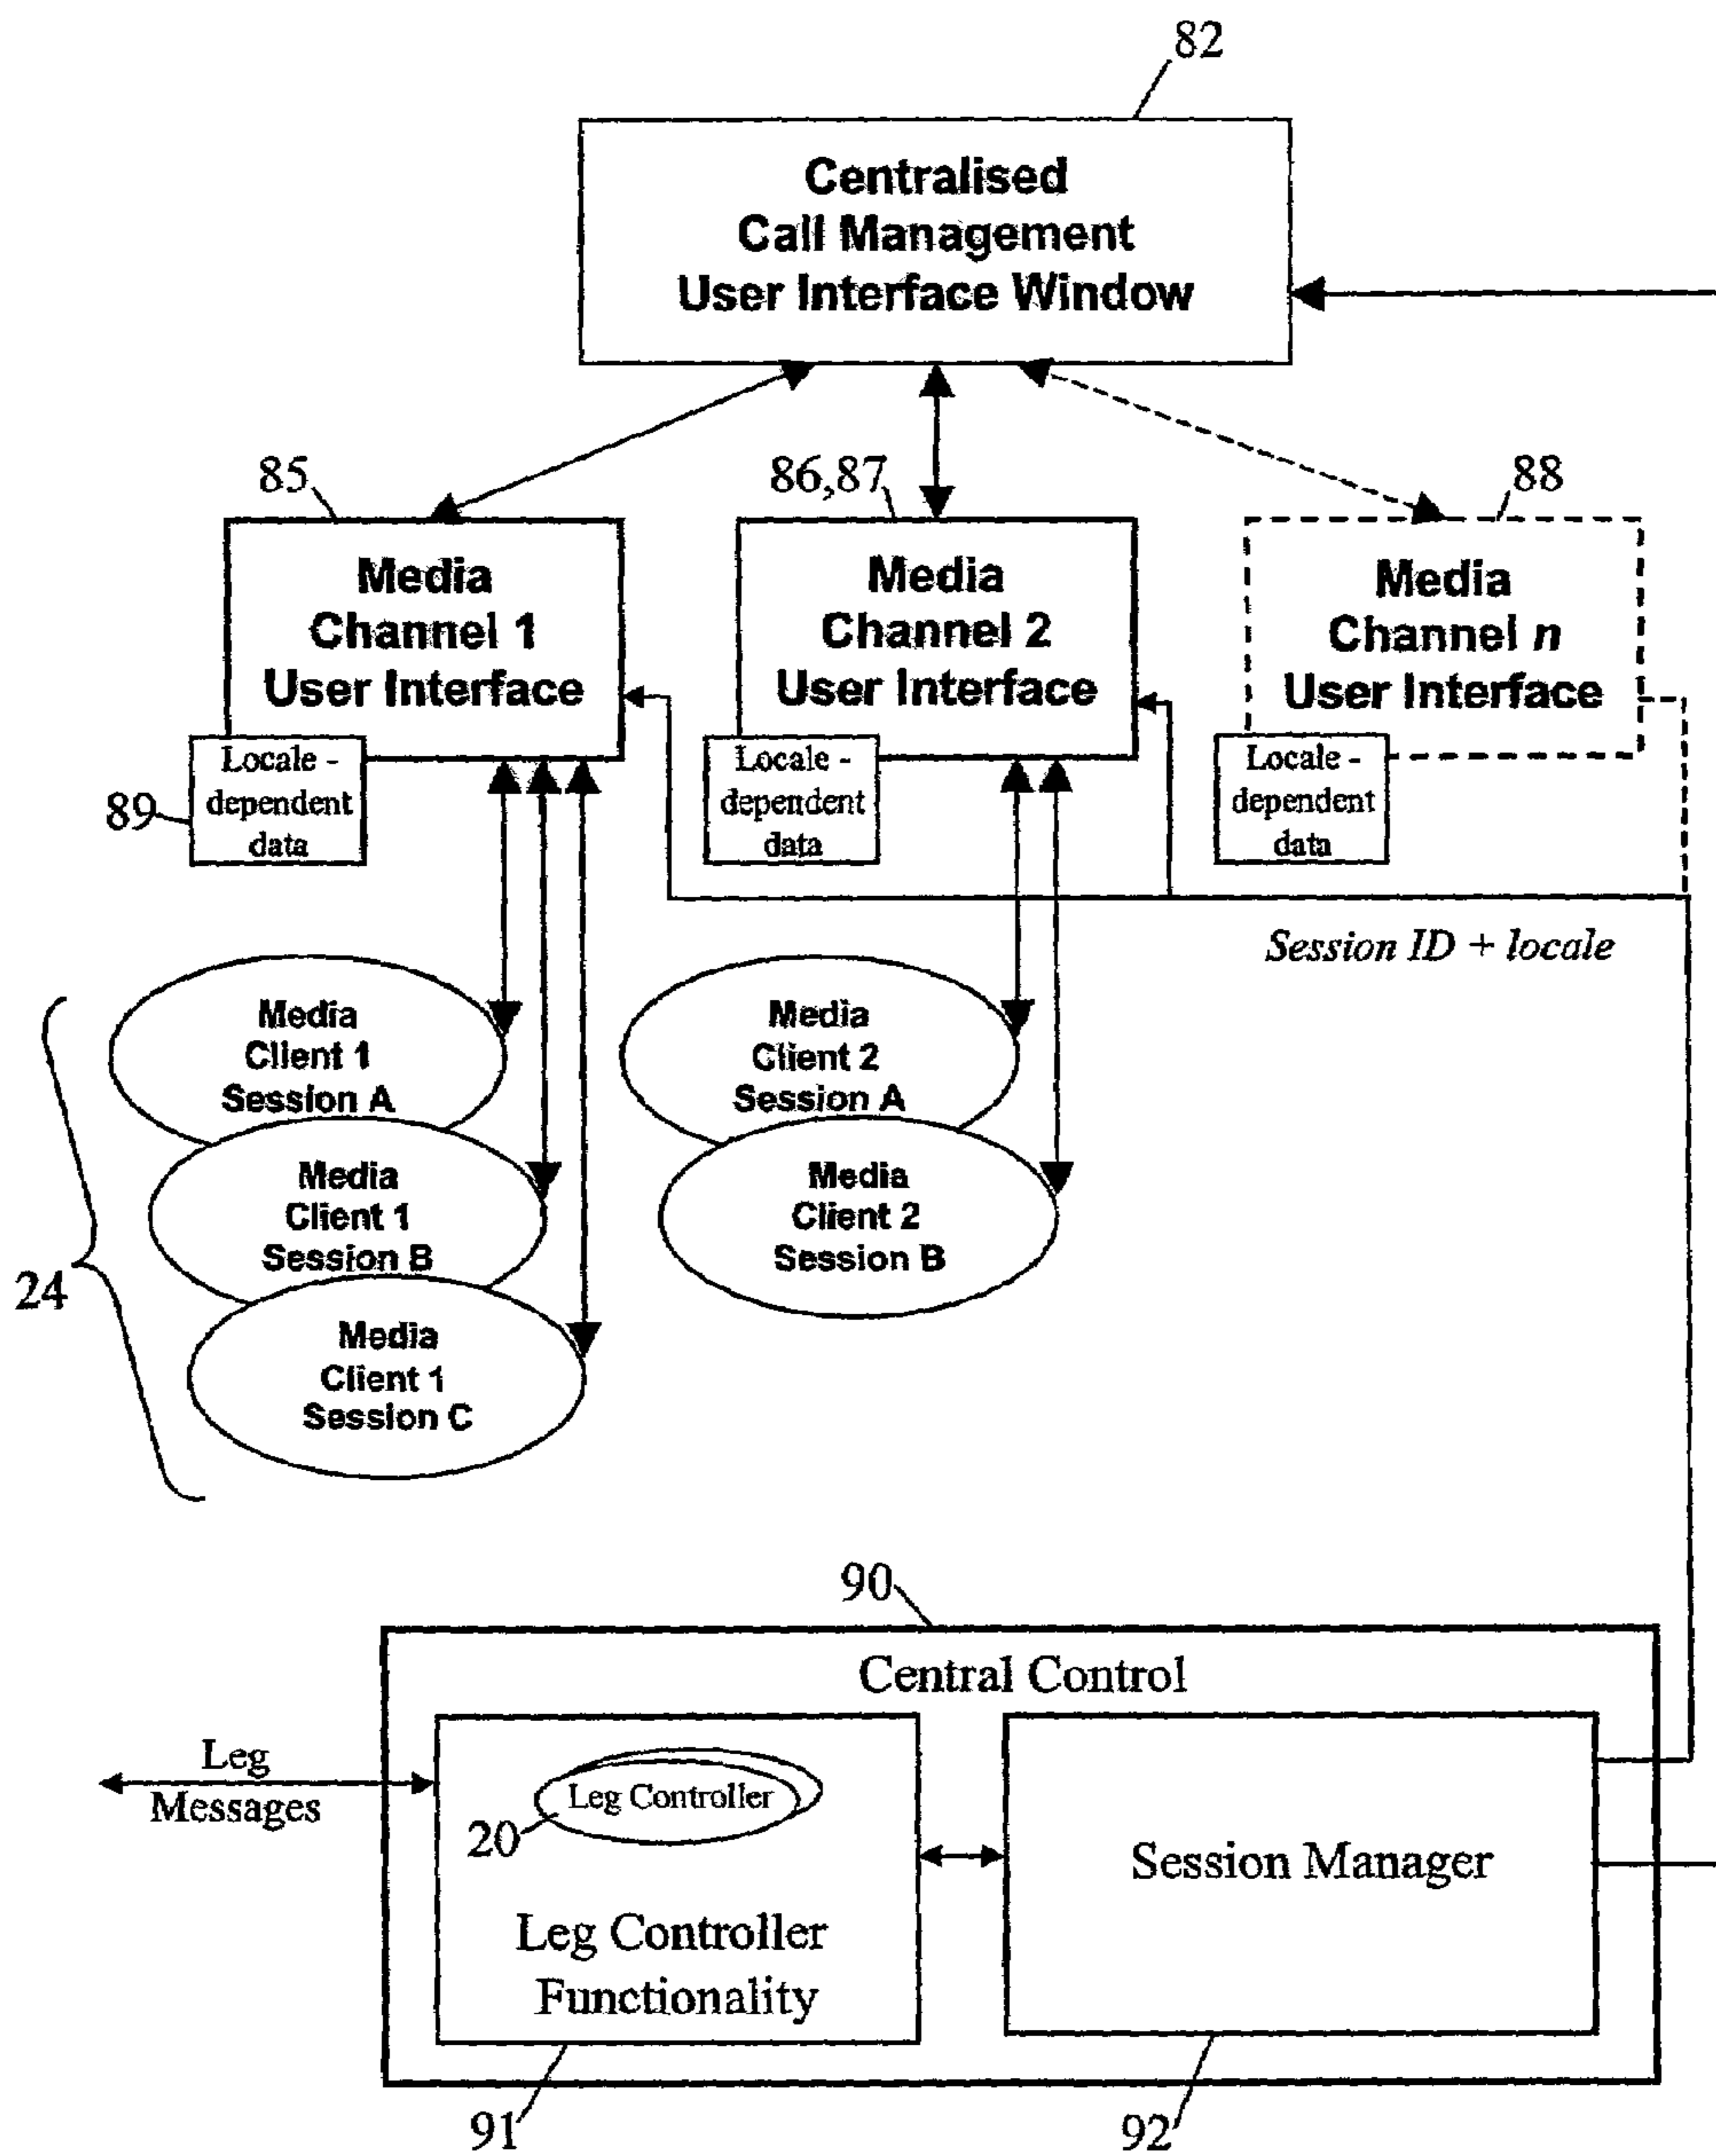 82
Centralised
Call Management
User Interface Window
85
86,87
88
Media
Channel 1
User Interface
Media
Channel 2
User Interface
Media
Channel n
User Interface
89
Locale -
dependent
data
Locale -
dependent
data
Locale -
dependent
data
Session ID + locale
24
Media
Client 1
Session A
Media
Client 1
Session B
Media
Client 1
Session C
Media
Client 2
Session A
Media
Client 2
Session B
90
Central Control
Leg
Messages
Leg Controller
20
Leg Controller
Functionality
Session Manager
91
92